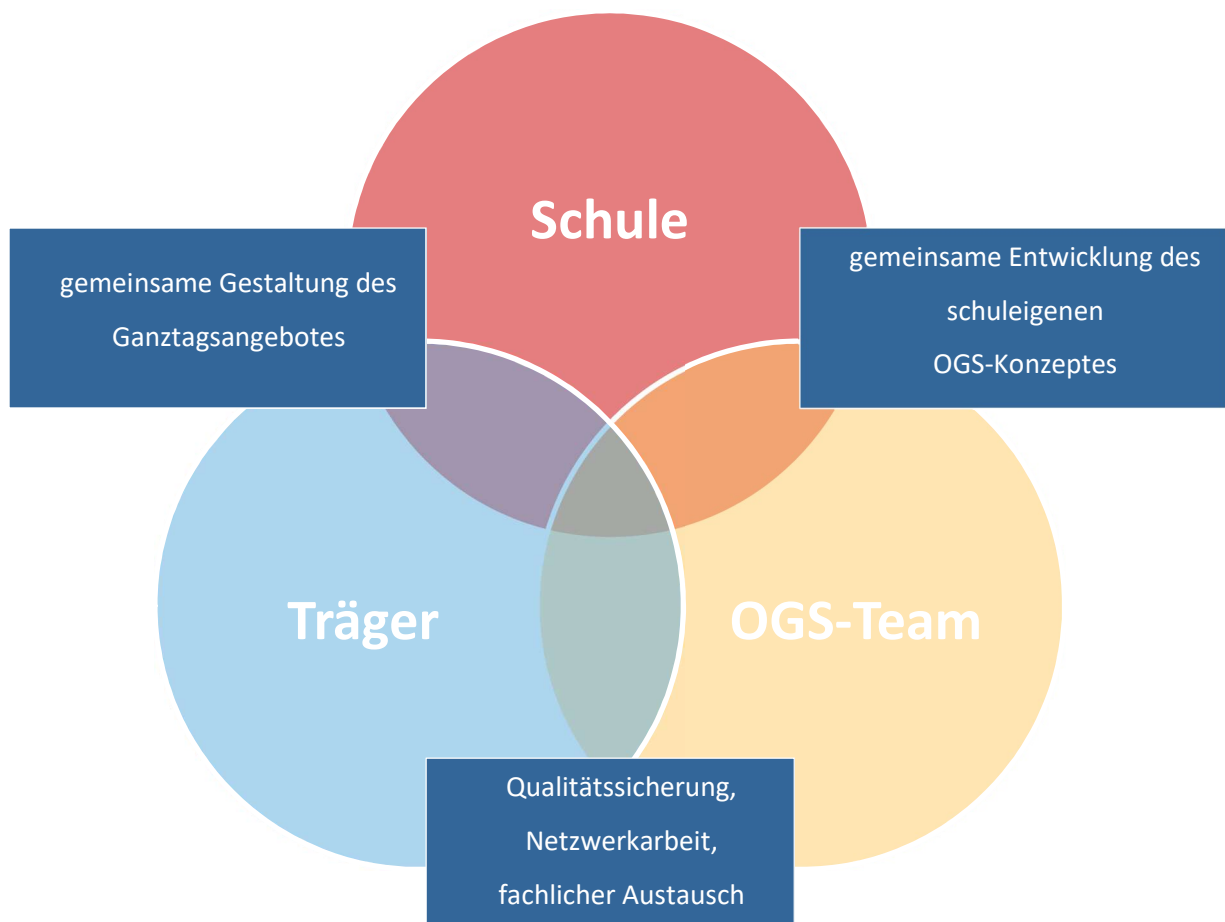 Schule
gemeinsame Gestaltung des
Ganztagsangebotes
gemeinsame Entwicklung des
schuleigenen
OGS-Konzeptes
Träger
OGS-Team
Qualitätssicherung,
Netzwerkarbeit,
fachlicher Austausch